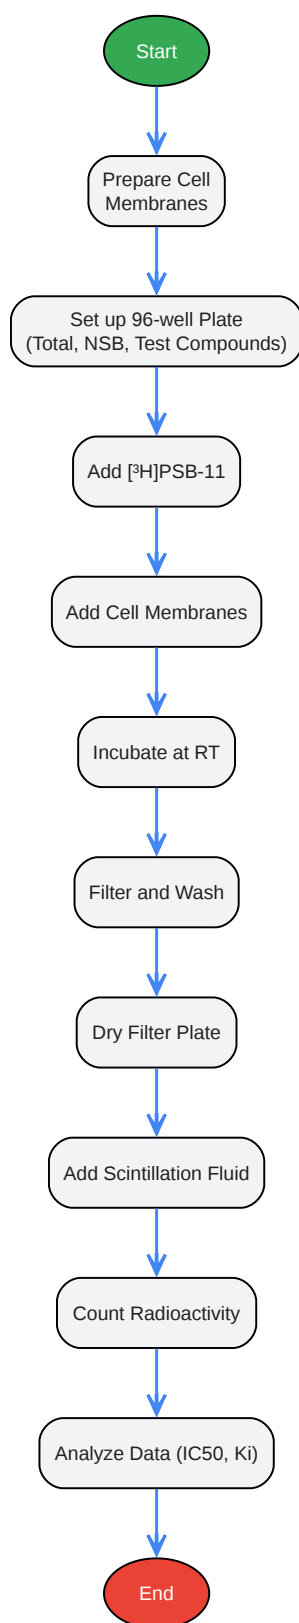 Start
Prepare Cell
Membranes
Set up 96-well Plate
(Total, NSB, Test Compounds)
Add [³H]PSB-11
Add Cell Membranes
Incubate at RT
Filter and Wash
Dry Filter Plate
Add Scintillation Fluid
Count Radioactivity
Analyze Data (IC50, Ki)
End